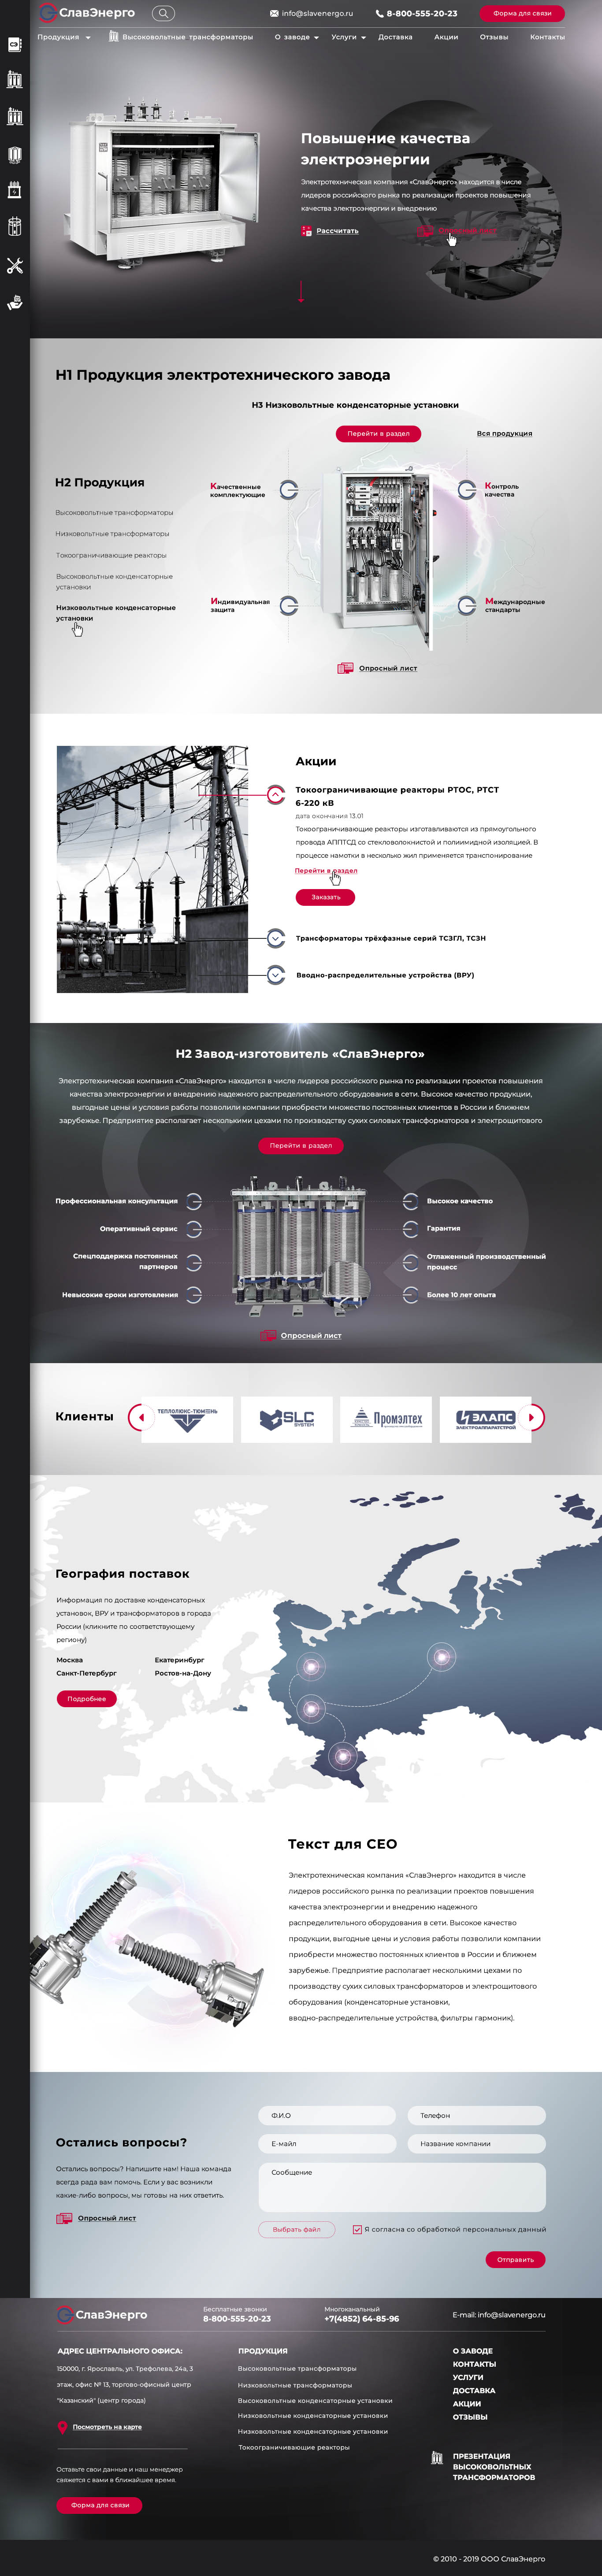 СлавЭнерго
info@slavenergo.ru
8-800-555-20-23
Форма для связи
Продукция
Высоковольтные трансформаторы
О заводе
Услуги
Доставка
Акции
Отзывы
Контакты
Повышение качества
электроэнергии
Электротехническая компания «СлавЭнерго» находится в числе
лидеров российского рынка по реализации проектов повышения
качества электроэнергии и внедрению
Рассчитать
H1 Продукция электротехнического завода
H3 Низковольтные конденсаторные установки
Перейти в раздел
Вся продукция
H2 Продукция
Высоковольтные трансформаторы
Низковольтные трансформаторы
Токоограничивающие реакторы
Высоковольтные конденсаторные
установки
Низковольтные конденсаторные
установки
Качественные
комплектующие
Контроль
качества
Индивидуальная
защита
Международные
стандарты
Опросный лист
Акции
Токоограничивающие реакторы РТОС, РТСТ
6-220 кВ
дата окончания 13.01
Токоограничивающие реакторы изготавливаются из прямоугольного
провода АППТСД со стекловолокнистой и полиимидной изоляцией. В
процессе намотки в несколько жил применяется транспонирование
Перейти в раздел
Заказать
Трансформаторы трёхфазные серий ТСЗГЛ, ТСЗН
Вводно-распределительные устройства (ВРУ)
H2 Завод-изготовитель «СлавЭнерго»
Электротехническая компания «СлавЭнерго» находится в числе лидеров российского рынка по реализации проектов повышения
качества электроэнергии и внедрению надежного распределительного оборудования в сети. Высокое качество продукции,
выгодные цены и условия работы позволили компании приобрести множество постоянных клиентов в России и ближнем
зарубежье. Предприятие располагает несколькими цехами по производству сухих силовых трансформаторов и электрощитового
Перейти в раздел
Профессиональная консультация
Оперативный сервис
Спецподдержка постоянных
партнеров
Невысокие сроки изготовления
Высокое качество
Гарантия
Отлаженный производственный
процесс
Более 10 лет опыта
Опросный лист
Клиенты
ТЕПЛОЛЮКС-ТЮМЕНЬ
SLC
SYSTEM
Промэлтех
ЭЛАПС
ЭЛЕКТРОАППАРАТСТРОЙ
География поставок
Информация по доставке конденсаторных
установок, ВРУ и трансформаторов в города
России (кликните по соответствующему
региону)
Москва
Екатеринбург
Санкт-Петербург
Ростов-на-Дону
Подробнее
Текст для СЕО
Электротехническая компания «СлавЭнерго» находится в числе
лидеров российского рынка по реализации проектов повышения
качества электроэнергии и внедрению надежного
распределительного оборудования в сети. Высокое качество
продукции, выгодные цены и условия работы позволили компании
приобрести множество постоянных клиентов в России и ближнем
зарубежье. Предприятие располагает несколькими цехами по
производству сухих силовых трансформаторов и электрощитового
оборудования (конденсаторные установки,
вводно-распределительные устройства, фильтры гармоник).
Остались вопросы?
Остались вопросы? Напишите нам! Наша команда
всегда рада вам помочь. Если у вас возникли
какие-либо вопросы, мы готовы на них ответить.
Опросный лист
Ф.И.О
Телефон
Е-майл
Название компании
Сообщение
Выбрать файл
Я согласна со обработкой персональных данный
Отправить
СлавЭнерго
Бесплатные звонки
8-800-555-20-23
Многоканальный
+7(4852) 64-85-96
E-mail: info@slavenergo.ru
АДРЕС ЦЕНТРАЛЬНОГО ОФИСА:
150000, г. Ярославль, ул. Трефолева, 24а, 3
этаж, офис № 13, торгово-офисный центр
"Казанский" (центр города)
Посмотреть на карте
Оставьте свои данные и наш менеджер
свяжется с вами в ближайшее время.
Форма для связи
ПРОДУКЦИЯ
Высоковольтные трансформаторы
Низковольтные трансформаторы
Высоковольтные конденсаторные установки
Низковольтные конденсаторные установки
Низковольтные конденсаторные установки
Токоограничивающие реакторы
О ЗАВОДЕ
КОНТАКТЫ
УСЛУГИ
ДОСТАВКА
АКЦИИ
ОТЗЫВЫ
ПРЕЗЕНТАЦИЯ
ВЫСОКОВОЛЬТНЫХ
ТРАНСФОРМАТОРОВ
© 2010 - 2019 ООО СлавЭнерго